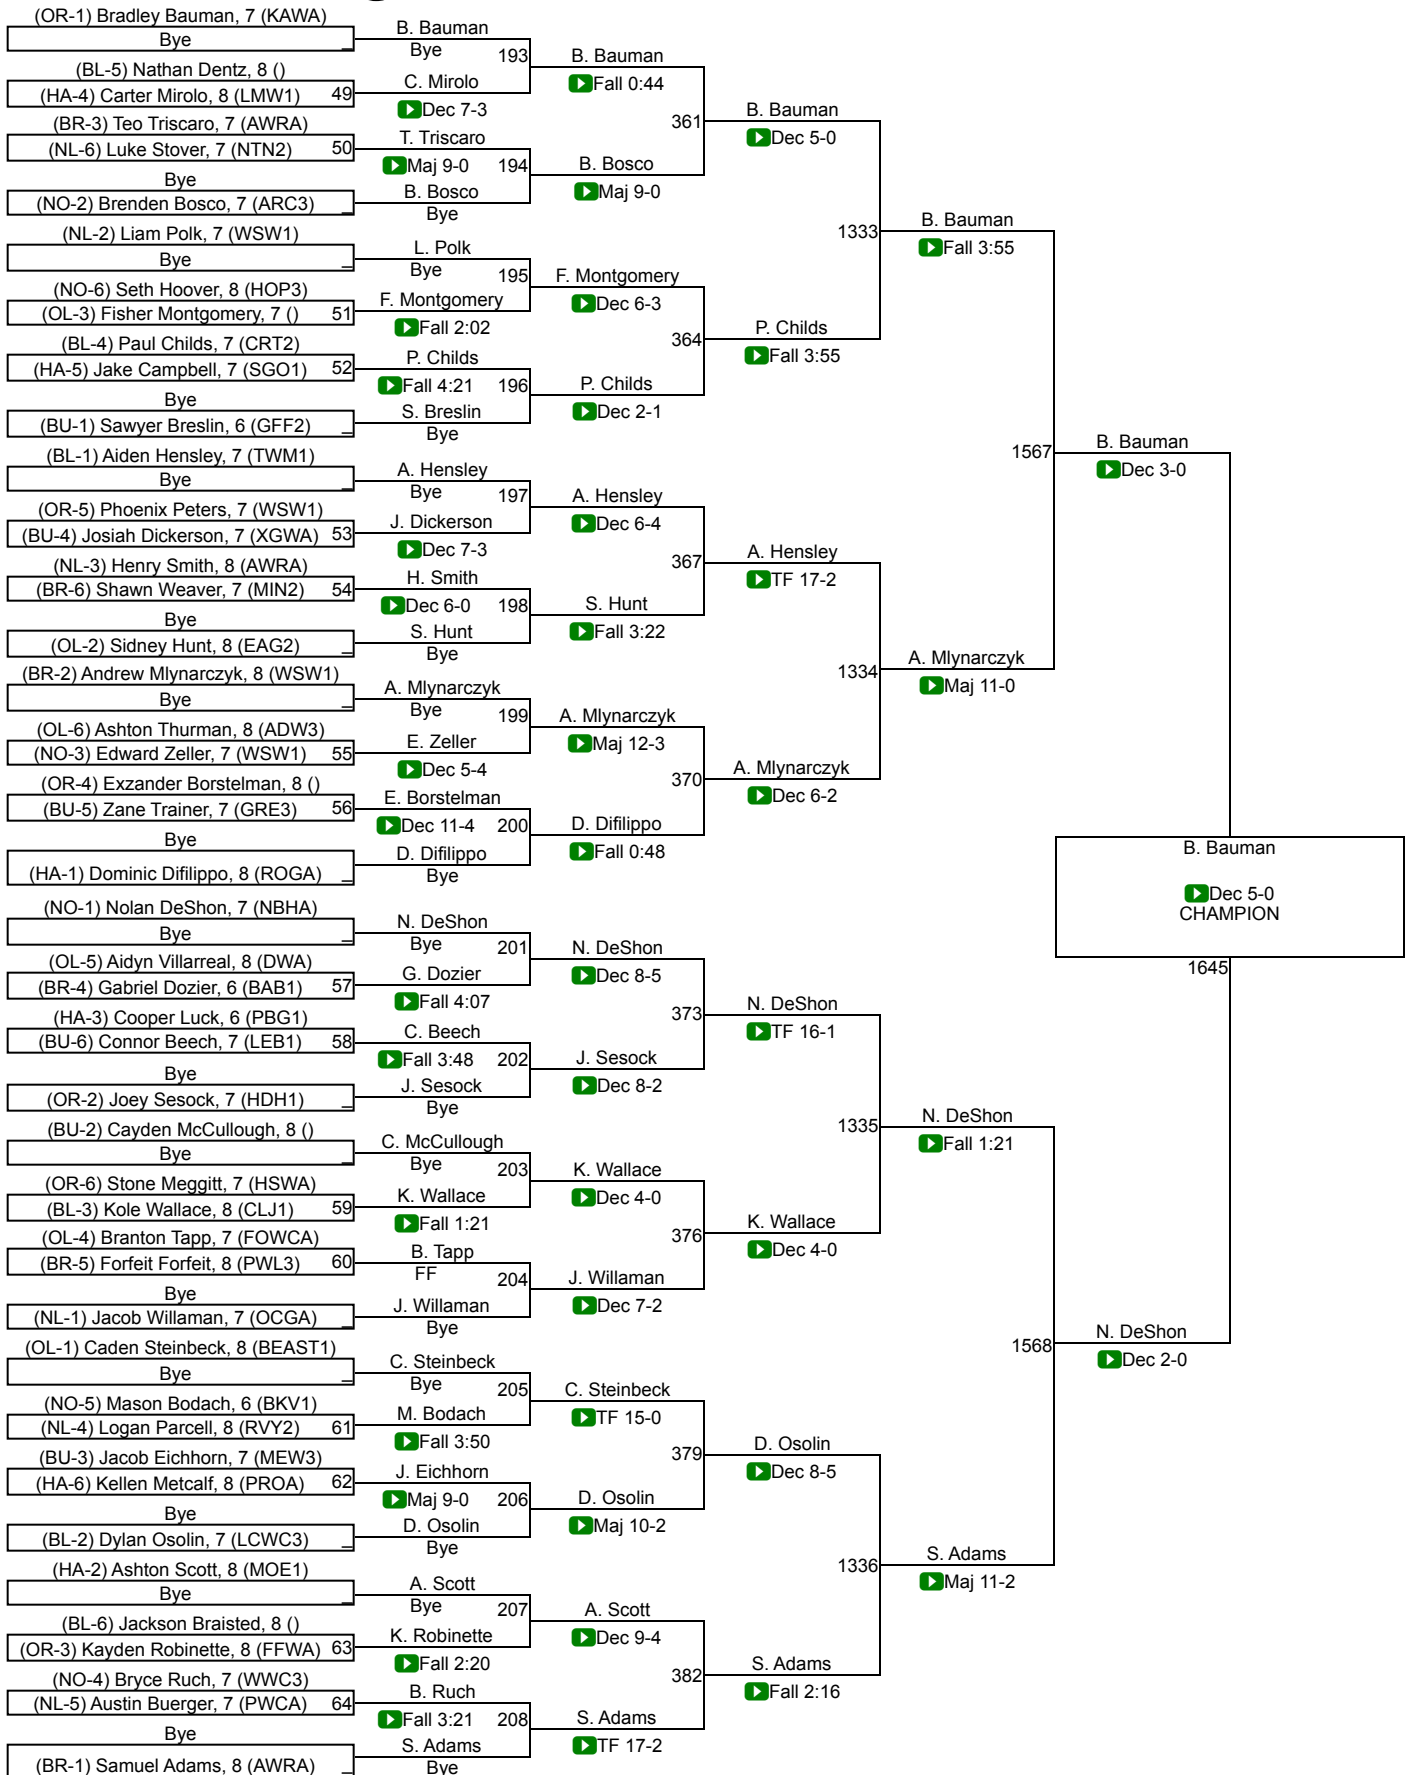 (OR-1) Bradley Bauman, 7 (KAWA)
Bye _
(BL-5) Nathan Dentz, 8 ()
(HA-4) Carter Mirolo, 8 (LMW1) 49
(BR-3) Teo Triscaro, 7 (AWRA)
(NL-6) Luke Stover, 7 (NTN2) 50
Bye
(NO-2) Brenden Bosco, 7 (ARC3) _
(NL-2) Liam Polk, 7 (WSW1)
Bye _
(NO-6) Seth Hoover, 8 (HOP3)
(OL-3) Fisher Montgomery, 7 () 51
(BL-4) Paul Childs, 7 (CRT2)
(HA-5) Jake Campbell, 7 (SGO1) 52
Bye
(BU-1) Sawyer Breslin, 6 (GFF2) _
(BL-1) Aiden Hensley, 7 (TWM1)
Bye _
(OR-5) Phoenix Peters, 7 (WSW1)
(BU-4) Josiah Dickerson, 7 (XGWA) 53
(NL-3) Henry Smith, 8 (AWRA)
(BR-6) Shawn Weaver, 7 (MIN2) 54
Bye
(OL-2) Sidney Hunt, 8 (EAG2) _
(BR-2) Andrew Mlynarczyk, 8 (WSW1)
Bye _
(OL-6) Ashton Thurman, 8 (ADW3)
(NO-3) Edward Zeller, 7 (WSW1) 55
(OR-4) Exzander Borstelman, 8 ()
(BU-5) Zane Trainer, 7 (GRE3) 56
Bye
(HA-1) Dominic Difilippo, 8 (ROGA) _
(NO-1) Nolan DeShon, 7 (NBHA)
Bye _
(OL-5) Aidyn Villarreal, 8 (DWA)
(BR-4) Gabriel Dozier, 6 (BAB1) 57
(HA-3) Cooper Luck, 6 (PBG1)
(BU-6) Connor Beech, 7 (LEB1) 58
Bye
(OR-2) Joey Sesock, 7 (HDH1) _
(BU-2) Cayden McCullough, 8 ()
Bye _
(OR-6) Stone Meggitt, 7 (HSWA)
(BL-3) Kole Wallace, 8 (CLJ1) 59
(OL-4) Branton Tapp, 7 (FOWCA)
(BR-5) Forfeit Forfeit, 8 (PWL3) 60
Bye
(NL-1) Jacob Willaman, 7 (OCGA) _
(OL-1) Caden Steinbeck, 8 (BEAST1)
Bye _
(NO-5) Mason Bodach, 6 (BKV1)
(NL-4) Logan Parcell, 8 (RVY2) 61
(BU-3) Jacob Eichhorn, 7 (MEW3)
(HA-6) Kellen Metcalf, 8 (PROA) 62
Bye
(BL-2) Dylan Osolin, 7 (LCWC3) _
(HA-2) Ashton Scott, 8 (MOE1)
Bye _
(BL-6) Jackson Braisted, 8 ()
(OR-3) Kayden Robinette, 8 (FFWA) 63
(NO-4) Bryce Ruch, 7 (WWC3)
(NL-5) Austin Buerger, 7 (PWCA) 64
Bye
(BR-1) Samuel Adams, 8 (AWRA) _
B. Bauman
Bye 193
C. Mirolo
Dec 7-3
T. Triscaro
Maj 9-0 194
B. Bosco
Bye
L. Polk
Bye 195
F. Montgomery
Fall 2:02
P. Childs
Fall 4:21 196
S. Breslin
Bye
A. Hensley
Bye 197
J. Dickerson
Dec 7-3
H. Smith
Dec 6-0 198
S. Hunt
Bye
A. Mlynarczyk
Bye 199
E. Zeller
Dec 5-4
E. Borstelman
Dec 11-4 200
D. Difilippo
Bye
N. DeShon
Bye 201
G. Dozier
Fall 4:07
C. Beech
Fall 3:48 202
J. Sesock
Bye
C. McCullough
Bye 203
K. Wallace
Fall 1:21
B. Tapp
FF 204
J. Willaman
Bye
C. Steinbeck
Bye 205
M. Bodach
Fall 3:50
J. Eichhorn
Maj 9-0 206
D. Osolin
Bye
A. Scott
Bye 207
K. Robinette
Fall 2:20
B. Ruch
Fall 3:21 208
S. Adams
Bye
B. Bauman
Fall 0:44
361
B. Bosco
Maj 9-0
F. Montgomery
Dec 6-3
364
P. Childs
Dec 2-1
A. Hensley
Dec 6-4
367
S. Hunt
Fall 3:22
A. Mlynarczyk
Maj 12-3
370
D. Difilippo
Fall 0:48
N. DeShon
Dec 8-5
373
J. Sesock
Dec 8-2
K. Wallace
Dec 4-0
376
J. Willaman
Dec 7-2
C. Steinbeck
TF 15-0
379
D. Osolin
Maj 10-2
A. Scott
Dec 9-4
382
S. Adams
TF 17-2
B. Bauman
Dec 5-0
1333
P. Childs
Fall 3:55
A. Hensley
TF 17-2
1334
A. Mlynarczyk
Dec 6-2
N. DeShon
TF 16-1
1335
K. Wallace
Dec 4-0
D. Osolin
Dec 8-5
1336
S. Adams
Fall 2:16
B. Bauman
Fall 3:55
1567
A. Mlynarczyk
Maj 11-0
N. DeShon
Fall 1:21
1568
S. Adams
Maj 11-2
B. Bauman
Dec 3-0
N. DeShon
Dec 2-0
B. Bauman
Dec 5-0
CHAMPION
1645